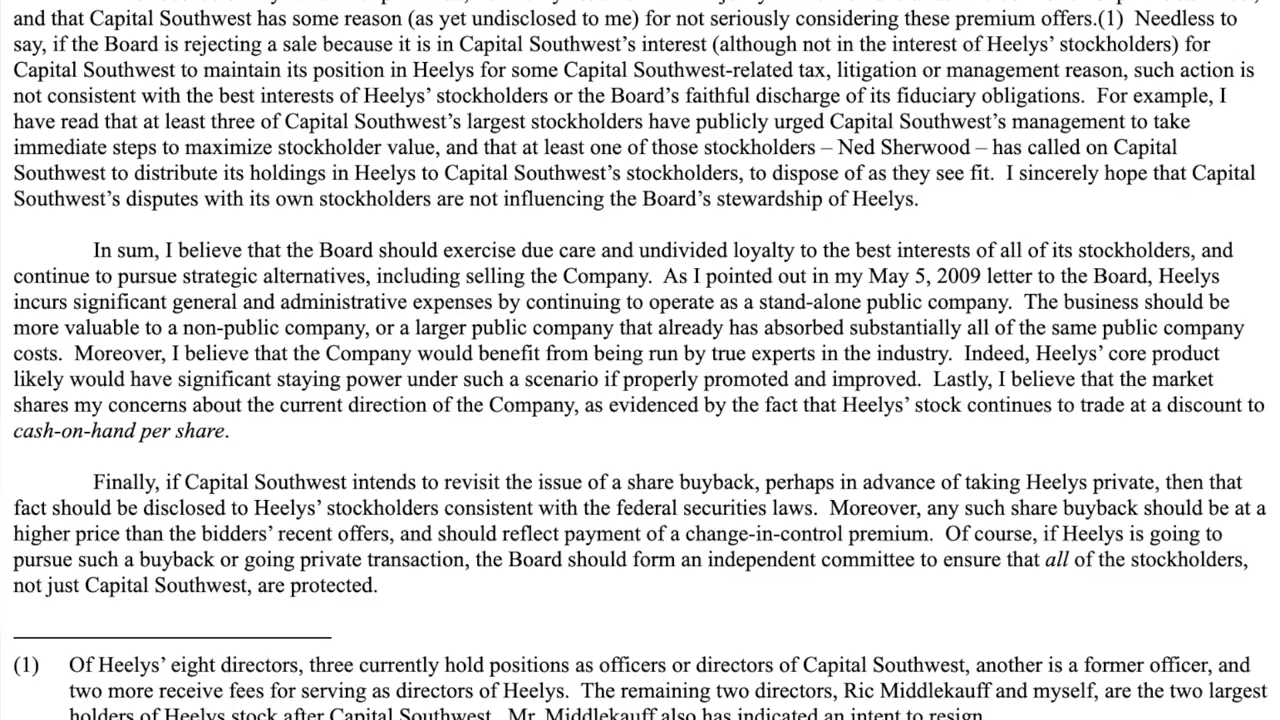 and that Capital Southwest has some reason (as yet undisclosed to me) for not seriously considering these premium offers.(1)  Needless to
say, if the Board is rejecting a sale because it is in Capital Southwest’s interest (although not in the interest of Heelys’ stockholders) for
Capital Southwest to maintain its position in Heelys for some Capital Southwest-related tax, litigation or management reason, such action is
not consistent with the best interests of Heelys’ stockholders or the Board’s faithful discharge of its fiduciary obligations.  For example, I
have read that at least three of Capital Southwest’s largest stockholders have publicly urged Capital Southwest’s management to take
immediate steps to maximize stockholder value, and that at least one of those stockholders – Ned Sherwood – has called on Capital
Southwest to distribute its holdings in Heelys to Capital Southwest’s stockholders, to dispose of as they see fit.  I sincerely hope that Capital
Southwest’s disputes with its own stockholders are not influencing the Board’s stewardship of Heelys.
In sum, I believe that the Board should exercise due care and undivided loyalty to the best interests of all of its stockholders, and
continue to pursue strategic alternatives, including selling the Company.  As I pointed out in my May 5, 2009 letter to the Board, Heelys
incurs significant general and administrative expenses by continuing to operate as a stand-alone public company.  The business should be
more valuable to a non-public company, or a larger public company that already has absorbed substantially all of the same public company
costs.  Moreover, I believe that the Company would benefit from being run by true experts in the industry.  Indeed, Heelys’ core product
likely would have significant staying power under such a scenario if properly promoted and improved.  Lastly, I believe that the market
shares my concerns about the current direction of the Company, as evidenced by the fact that Heelys’ stock continues to trade at a discount to
cash-on-hand per share.
Finally, if Capital Southwest intends to revisit the issue of a share buyback, perhaps in advance of taking Heelys private, then that
fact should be disclosed to Heelys’ stockholders consistent with the federal securities laws.  Moreover, any such share buyback should be at a
higher price than the bidders’ recent offers, and should reflect payment of a change-in-control premium.  Of course, if Heelys is going to
pursue such a buyback or going private transaction, the Board should form an independent committee to ensure that all of the stockholders,
not just Capital Southwest, are protected.
(1) Of Heelys’ eight directors, three currently hold positions as officers or directors of Capital Southwest, another is a former officer, and
two more receive fees for serving as directors of Heelys.  The remaining two directors, Ric Middlekauff and myself, are the two largest
holders of Heelys stock after Capital Southwest.  Mr. Middlekauff also has indicated an intent to resign.